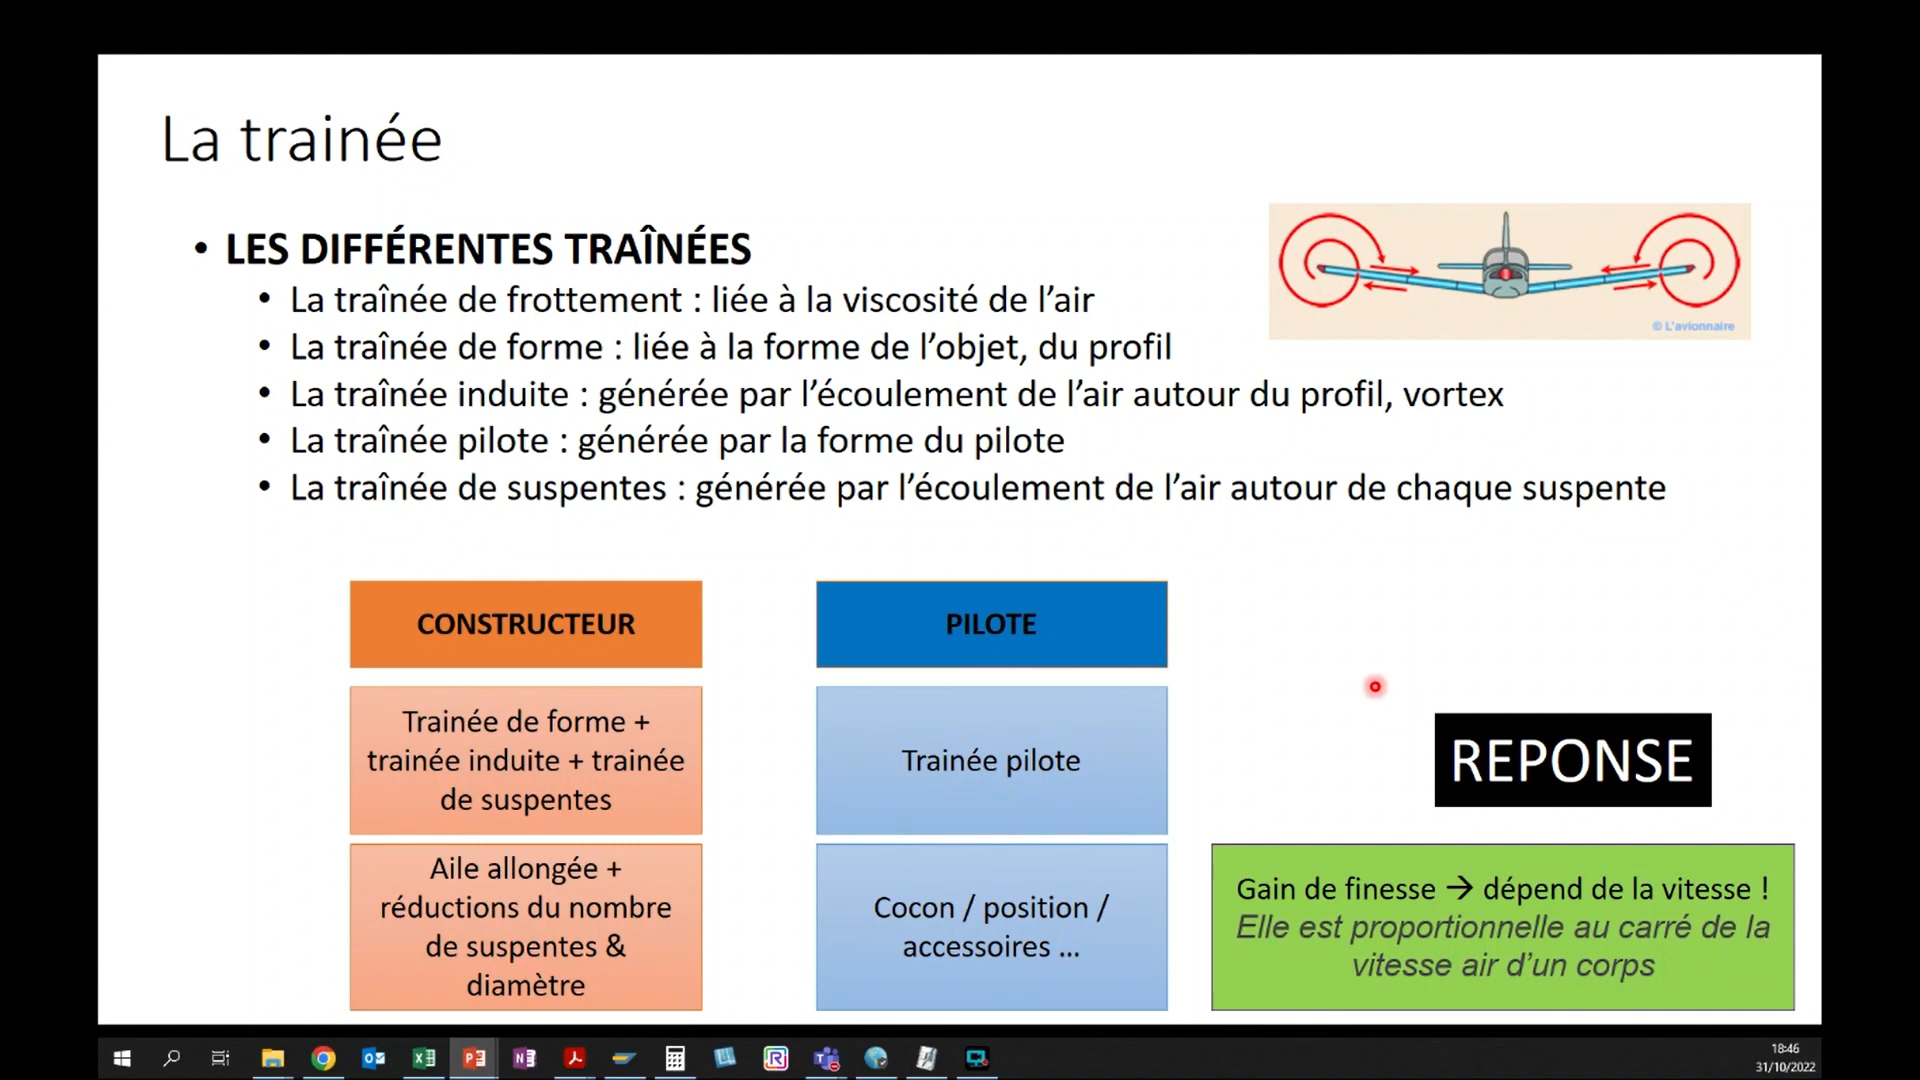 La trainée
• LES DIFFÉRENTES TRAÎNÉES
• La traînée de frottement : liée à la viscosité de l’air
• La traînée de forme : liée à la forme de l’objet, du profil
• La traînée induite : générée par l’écoulement de l’air autour du profil, vortex
• La traînée pilote : générée par la forme du pilote
• La traînée de suspentes : générée par l’écoulement de l’air autour de chaque suspente
© L'avionnaire
CONSTRUCTEUR
Trainée de forme +
trainée induite + trainée
de suspentes
Aile allongée +
réductions du nombre
de suspentes &
diamètre
PILOTE
Trainée pilote
Cocon / position /
accessoires ...
REPONSE
Gain de finesse → dépend de la vitesse !
Elle est proportionnelle au carré de la
vitesse air d’un corps
18:46
31/10/2022